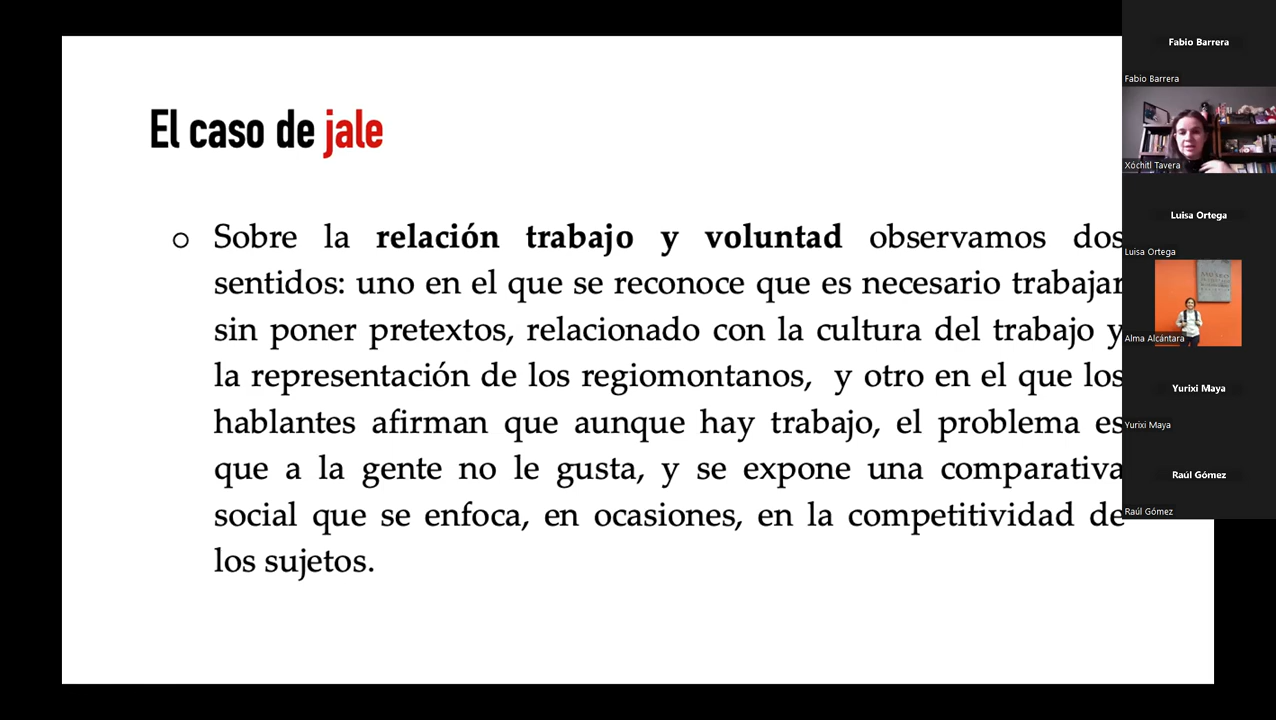 El caso de jale
Sobre la relación trabajo y voluntad observamos dos
sentidos: uno en el que se reconoce que es necesario trabajar
sin poner pretextos, relacionado con la cultura del trabajo y
la representación de los regiomontanos, y otro en el que los
hablantes afirman que aunque hay trabajo, el problema es
que a la gente no le gusta, y se expone una comparativa
social que se enfoca, en ocasiones, en la competitividad de
los sujetos.
Fabio Barrera
Fabio Barrera
Xóchitl Tavera
Luisa Ortega
Luisa Ortega
Alma Alcántara
Yurixi Maya
Yurixi Maya
Raúl Gómez
Raúl Gómez